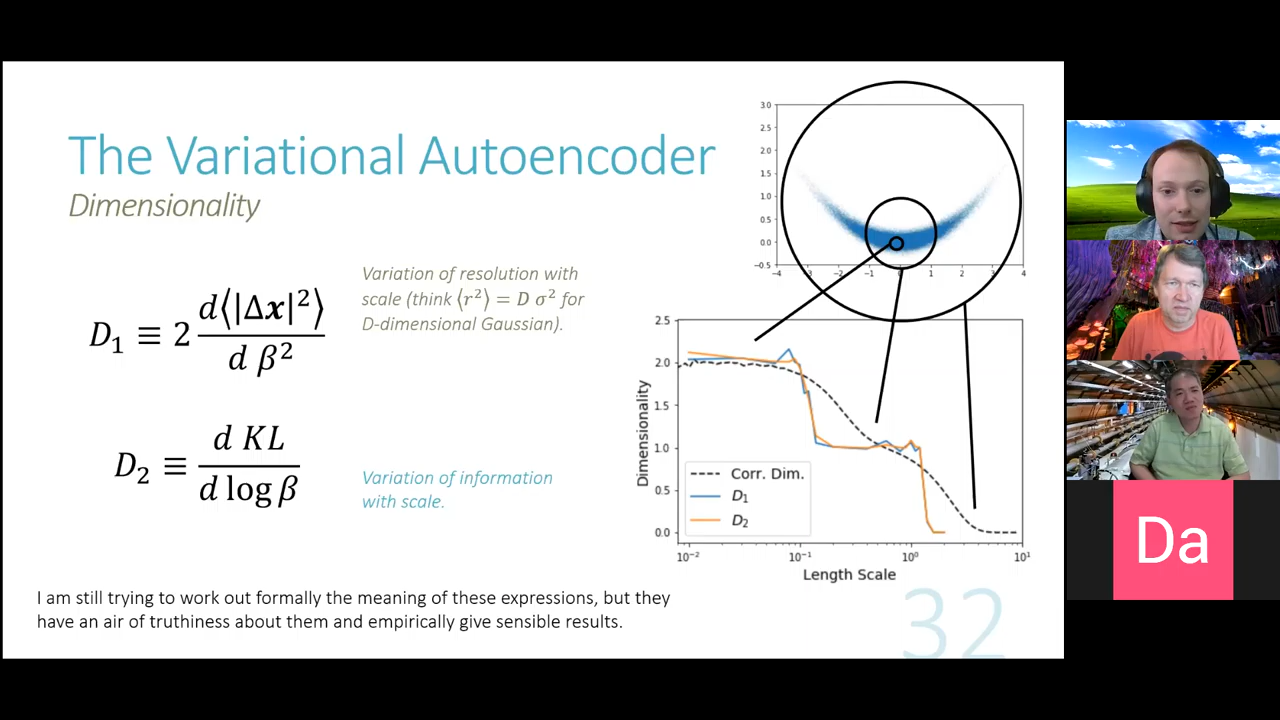 The Variational Autoencoder
Dimensionality
D₁ ≡ 2 d⟨|Δx|²⟩ / d β²
Variation of resolution with
scale (think ⟨r²⟩ = D σ² for
D-dimensional Gaussian).
D₂ ≡ d KL / d log β
Variation of information
with scale.
I am still trying to work out formally the meaning of these expressions, but they
have an air of truthiness about them and empirically give sensible results.
3.0
2.5
2.0
1.5
1.0
0.5
0.0
−0.5
−4 −3 −2 −1 0 1 2 3 4
2.5
2.0
1.5
1.0
0.5
0.0
Dimensionality
Corr. Dim.
D₁
D₂
10⁻² 10⁻¹ 10⁰ 10¹
Length Scale
32
Da